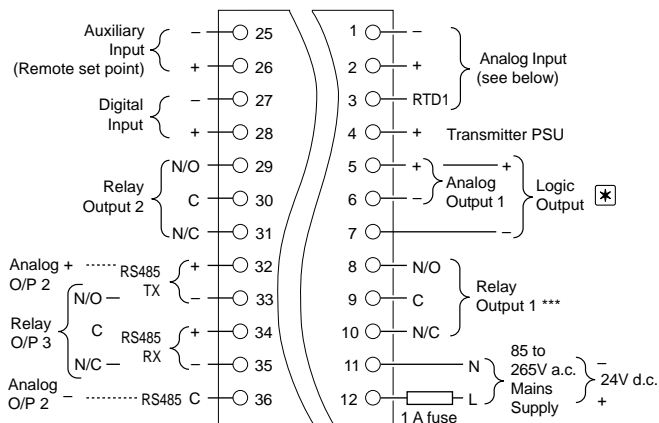 Auxiliary
Input
(Remote set point)
− 25
+ 26
Digital
Input
− 27
+ 28
Relay
Output 2
N/O 29
C 30
N/C 31
Analog +
O/P 2
RS485
TX
+ 32
− 33
Relay
O/P 3
N/O
C
N/C
RS485
RX
+ 34
− 35
Analog −
O/P 2
RS485 C 36
1 −
2 +
3 RTD1
Analog Input
(see below)
4 + Transmitter PSU
5 + +
6 −
Analog
Output 1
7 −
Logic
Output *
8 N/O
9 C
10 N/C
Relay
Output 1 ***
11 N
12 L
1 A fuse
85 to
265V a.c.
Mains
Supply
−
24V d.c.
+